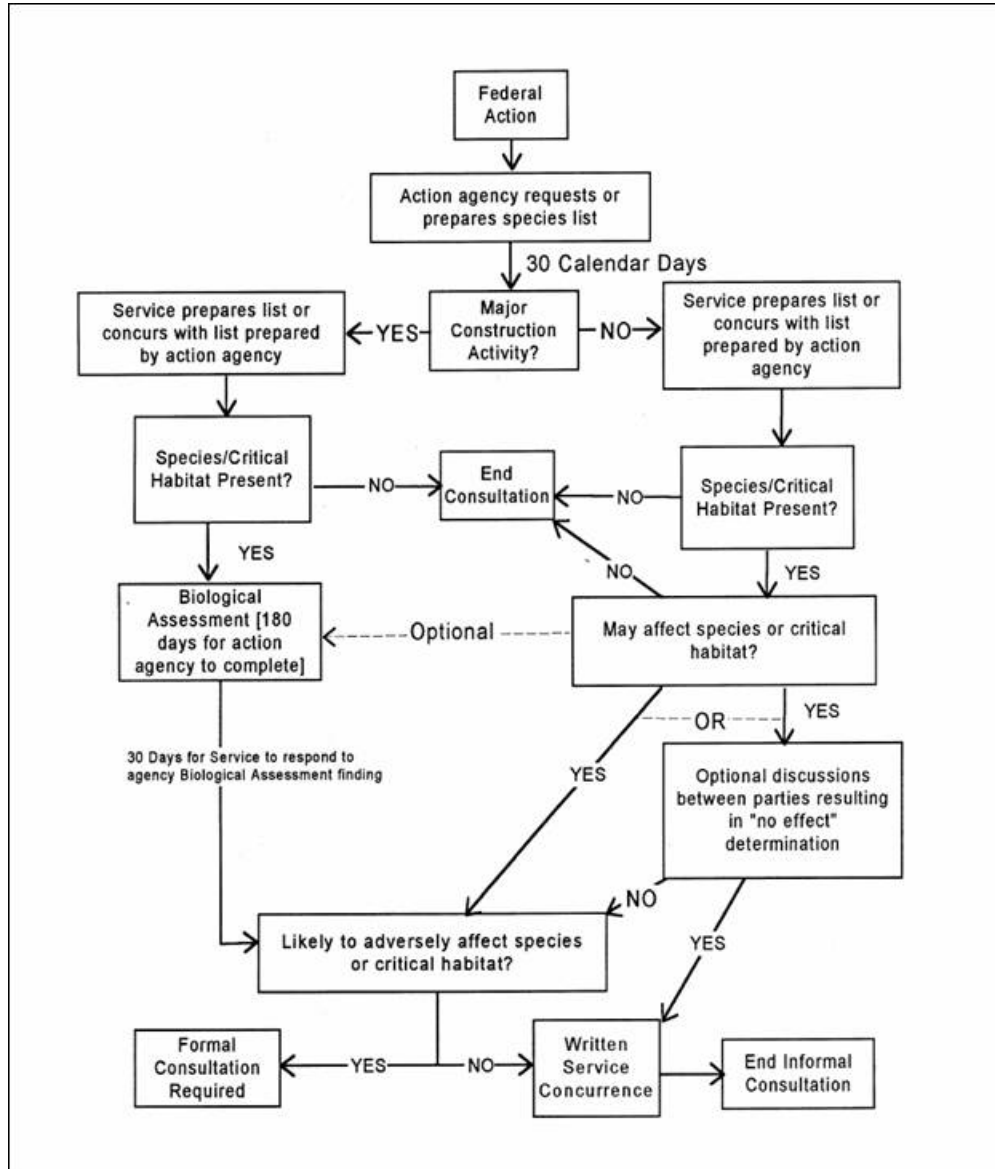 Federal
Action
Action agency requests or
prepares species list
30 Calendar Days
Service prepares list or
concurs with list prepared
by action agency
YES
Major
Construction
Activity?
NO
Service prepares list or
concurs with list
prepared by action
agency
Species/Critical
Habitat Present?
NO
End
Consultation
NO
Species/Critical
Habitat Present?
YES
NO
YES
Biological
Assessment [180
days for action
agency to complete]
Optional
May affect species or critical
habitat?
OR
YES
30 Days for Service to respond to
agency Biological Assessment finding
YES
Optional discussions
between parties resulting
in "no effect"
determination
NO
YES
Likely to adversely affect species
or critical habitat?
Formal
Consultation
Required
YES
NO
Written
Service
Concurrence
End Informal
Consultation